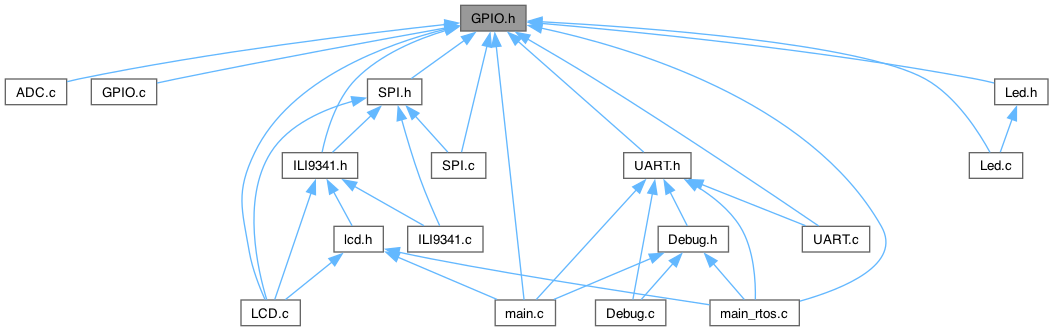 GPIO.h
ADC.c
GPIO.c
SPI.h
Led.h
ILI9341.h
SPI.c
UART.h
Led.c
lcd.h
ILI9341.c
Debug.h
UART.c
LCD.c
main.c
Debug.c
main_rtos.c